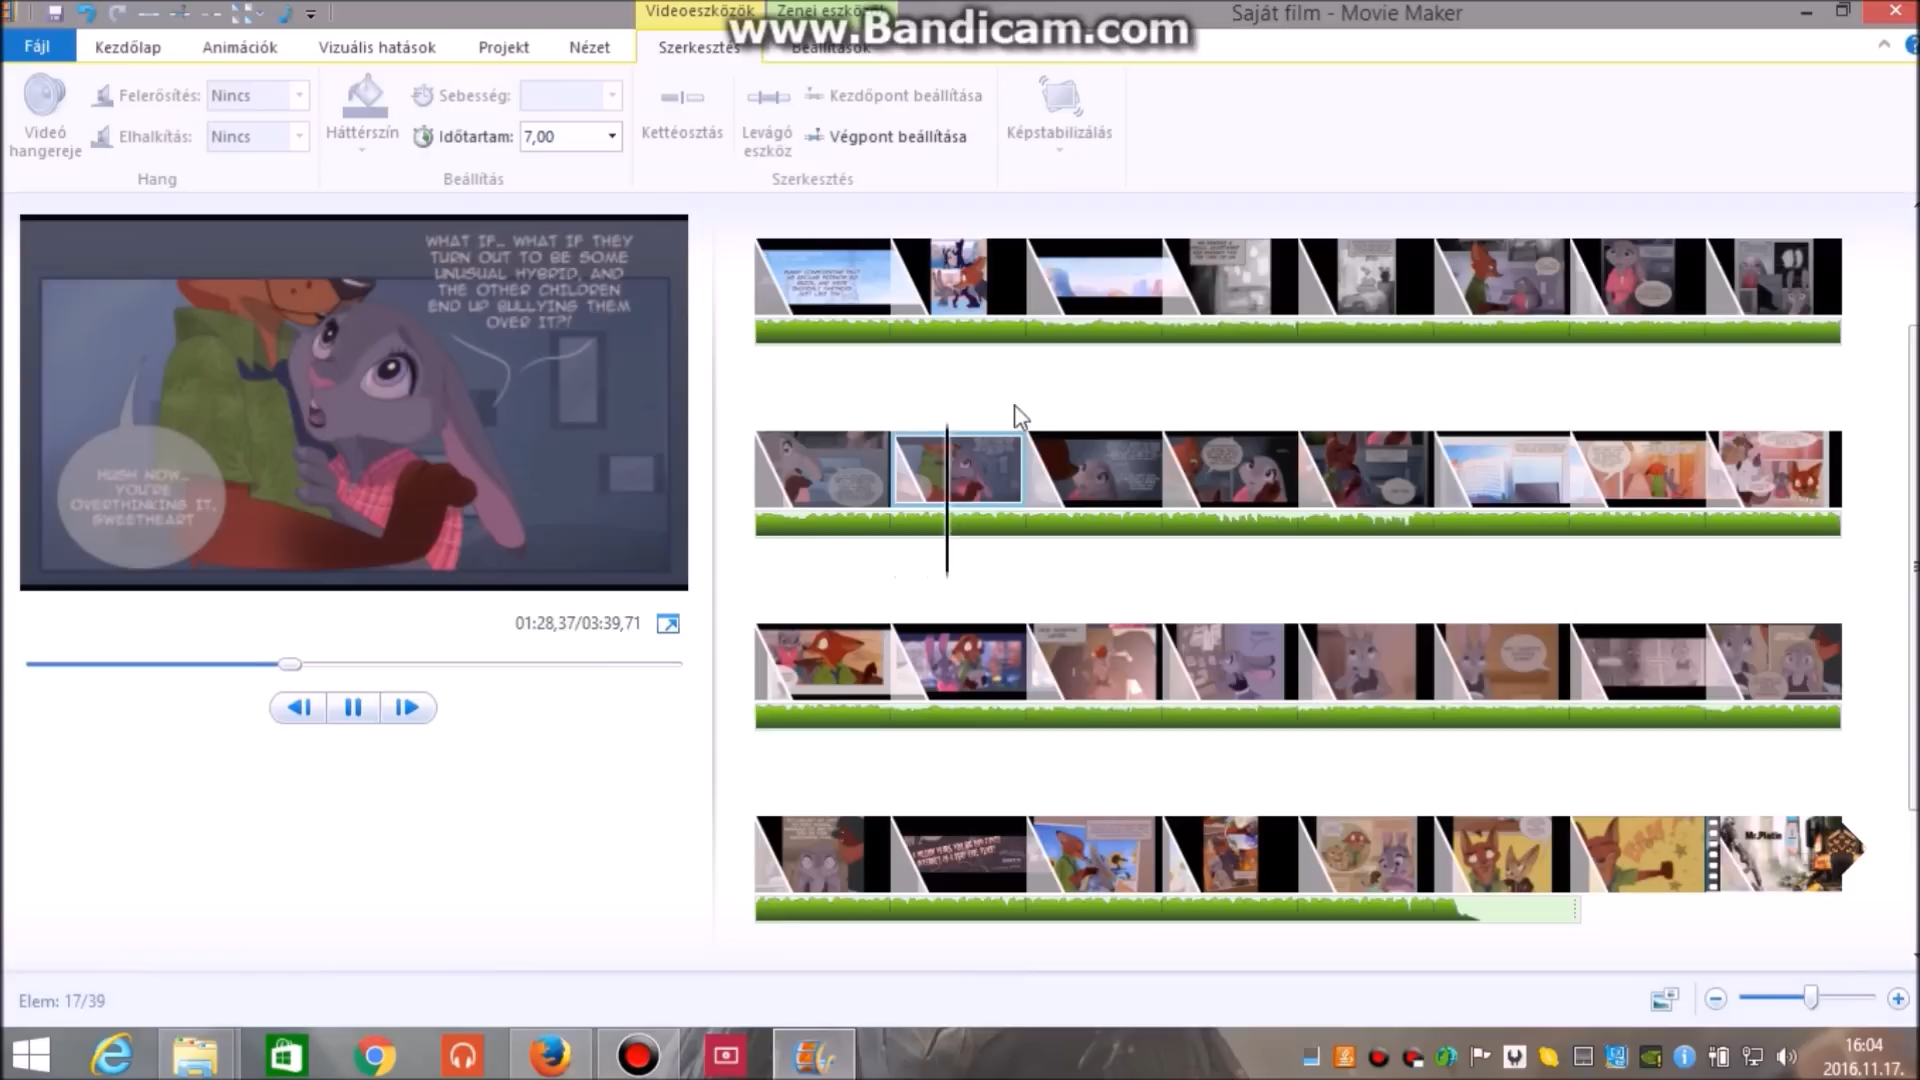 Videoeszközök Zenei eszközök
Saját film - Movie Maker
www.Bandicam.com
Fájl Kezdőlap Animációk Vizuális hatások Projekt Nézet Szerkesztés Beállítások
Felerősítés: Nincs
Sebesség:
Kezdőpont beállítása
Videó hangereje
Elhalkítás: Nincs
Háttérszín
Időtartam: 7,00
Kettéosztás
Levágó eszköz
Végpont beállítása
Képstabilizálás
Hang
Beállítás
Szerkesztés
WHAT IF... WHAT IF THEY
TURN OUT TO BE SOME
UNUSUAL HYBRID, AND
THE OTHER CHILDREN
END UP BULLYING THEM
OVER IT?!
HUSH NOW...
YOU'RE
OVERTHINKING IT,
SWEETHEART
01:28,37/03:39,71
Mr.Platin
Elem: 17/39
16:04
2016.11.17.